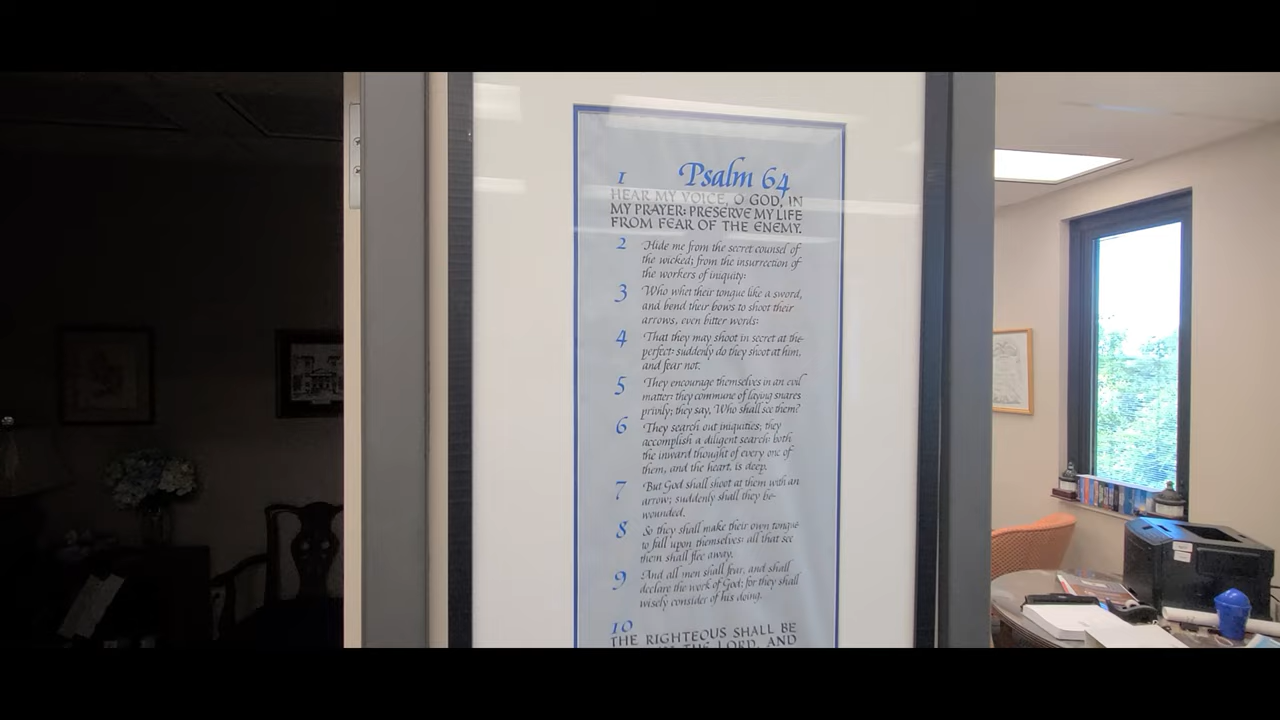 Psalm 64
1
HEAR MY VOICE, O GOD, IN
MY PRAYER: PRESERVE MY LIFE
FROM FEAR OF THE ENEMY.
2 Hide me from the secret counsel of
the wicked; from the insurrection of
the workers of iniquity:
3 Who whet their tongue like a sword,
and bend their bows to shoot their
arrows, even bitter words:
4 That they may shoot in secret at the
perfect: suddenly do they shoot at him,
and fear not.
5 They encourage themselves in an evil
matter: they commune of laying snares
privily; they say, Who shall see them?
6 They search out iniquities; they
accomplish a diligent search: both
the inward thought of every one of
them, and the heart, is deep.
7 But God shall shoot at them with an
arrow; suddenly shall they be
wounded.
8 So they shall make their own tongue
to fall upon themselves: all that see
them shall flee away.
9 And all men shall fear, and shall
declare the work of God; for they shall
wisely consider of his doing.
10
THE RIGHTEOUS SHALL BE
THE LORD, AND